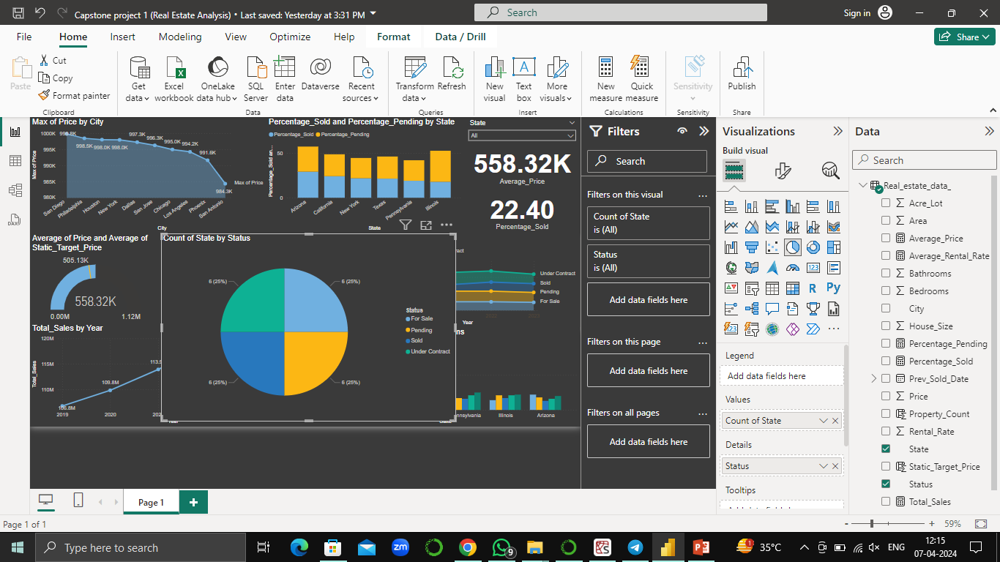 Capstone project 1 (Real Estate Analysis) • Last saved: Yesterday at 3:31 PM
Search
Sign in
File
Home
Insert
Modeling
View
Optimize
Help
Format
Data / Drill
Share
Paste
Cut
Copy
Format painter
Get data
Excel workbook
OneLake data hub
SQL Server
Enter data
Dataverse
Recent sources
Transform data
Refresh
New visual
Text box
More visuals
New measure
Quick measure
Sensitivity
Publish
Clipboard
Data
Queries
Insert
Calculations
Sensitivity
Share
Max of Price by City
1000K
995K
990K
985K
980K
Max of Price
998.5K
998.0K
998.0K
997.3K
996.3K
995.0K
994.2K
991.6K
984.3K
Max of Price
San Diego
Philadelphia
Houston
New York
Dallas
San Jose
Chicago
Los Angeles
Phoenix
San Antonio
City
Percentage_Sold and Percentage_Pending by State
Percentage_Sold
Percentage_Pending
Percentage_Sold an...
50
0
Arizona
California
New York
Texas
Pennsylvania
Illinois
State
State
All
558.32K
Average_Price
22.40
Percentage_Sold
Average of Price and Average of
Static_Target_Price
505.13K
558.32K
0.00M
1.12M
Total_Sales by Year
120M
115M
110M
Total_Sales
106.8M
109.8M
2019
2020
Count of State by Status
6 (25%)
6 (25%)
6 (25%)
6 (25%)
Status
For Sale
Pending
Sold
Under Contract
Under Contract
Sold
Pending
For Sale
2022
Year
Illinois
Arizona
Filters
Search
Filters on this visual
...
Count of State
is (All)
Status
is (All)
Add data fields here
Filters on this page
...
Add data fields here
Filters on all pages
...
Add data fields here
Visualizations
Build visual
123
R
Py
...
Legend
Add data fields here
Values
Count of State
Details
Status
Tooltips
Data
Search
Real_estate_data_
Acre_Lot
Area
Average_Price
Average_Rental_Rate
Bathrooms
Bedrooms
City
House_Size
Percentage_Pending
Percentage_Sold
Prev_Sold_Date
Price
Property_Count
Rental_Rate
State
Static_Target_Price
Status
Total_Sales
Page 1
+
Page 1 of 1
- + 59%
Type here to search
zm
9
1
35°C
ENG
12:15
07-04-2024